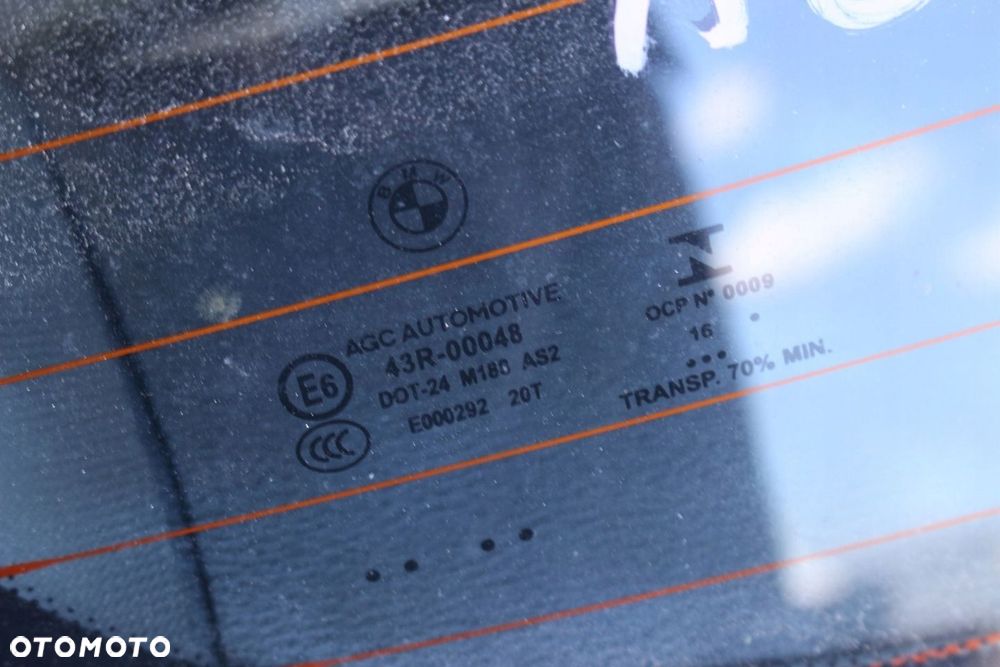 BMW
AGC AUTOMOTIVE
43R-00048
DOT-24 M180 AS2
E000292 20T
E6
CCC
OCP N° 0009
16
TRANSP. 70% MIN.
OTOMOTO